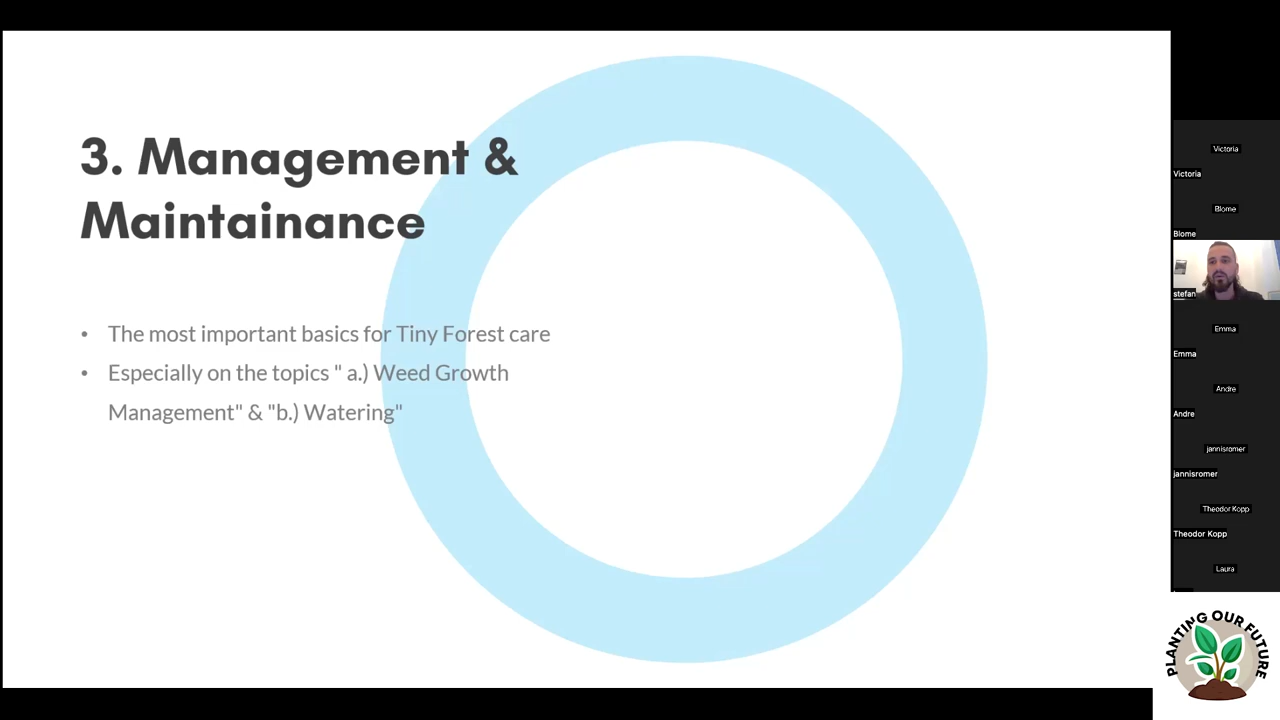 3. Management &
Maintainance
• The most important basics for Tiny Forest care
• Especially on the topics " a.) Weed Growth
Management" & "b.) Watering"
Victoria
Victoria
Blome
Blome
stefan
Emma
Emma
Andre
Andre
jannisromer
jannisromer
Theodor Kopp
Theodor Kopp
Laura
PLANTING OUR FUTURE